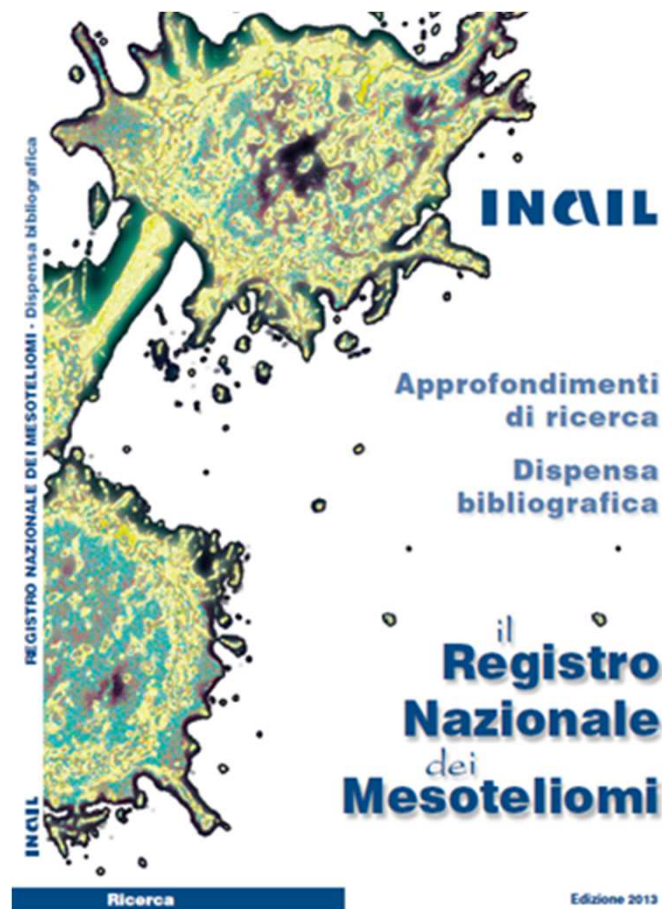 INAIL
Approfondimenti
di ricerca
Dispensa
bibliografica
il
Registro
Nazionale
dei
Mesoteliomi
REGISTRO NAZIONALE DEI MESOTELIOMI - Dispensa bibliografica
INAIL
Ricerca
Edizione 2013